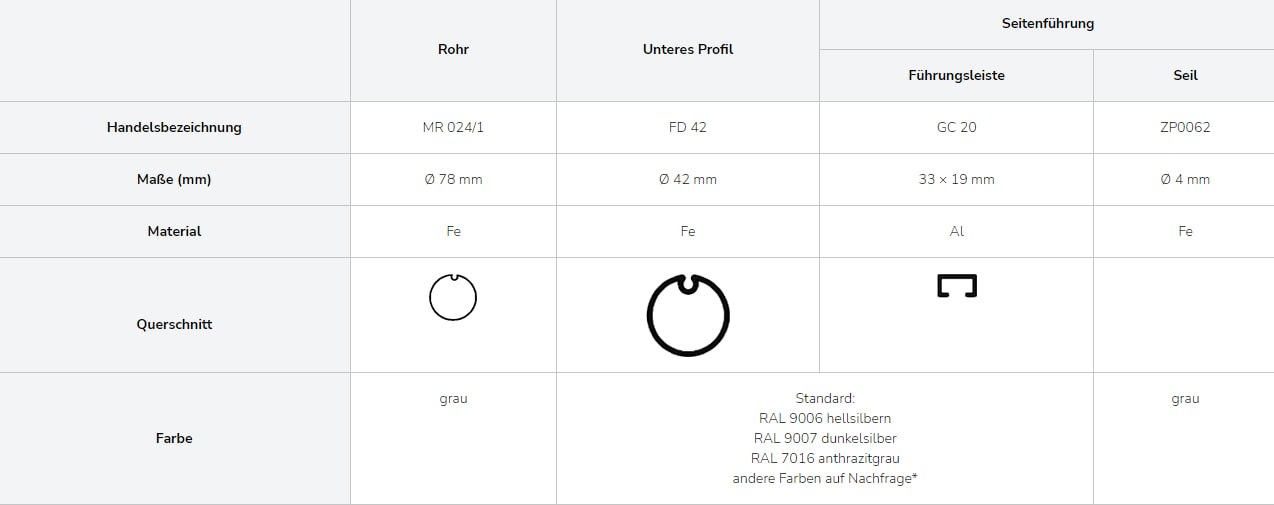 Seitenführung
Rohr
Unteres Profil
Führungsleiste
Seil
Handelsbezeichnung
MR 024/1
FD 42
GC 20
ZP0062
Maße (mm)
Ø 78 mm
Ø 42 mm
33 × 19 mm
Ø 4 mm
Material
Fe
Fe
Al
Fe
Querschnitt
Farbe
grau
Standard:
RAL 9006 hellsilbern
RAL 9007 dunkelsilber
RAL 7016 anthrazitgrau
andere Farben auf Nachfrage*
grau